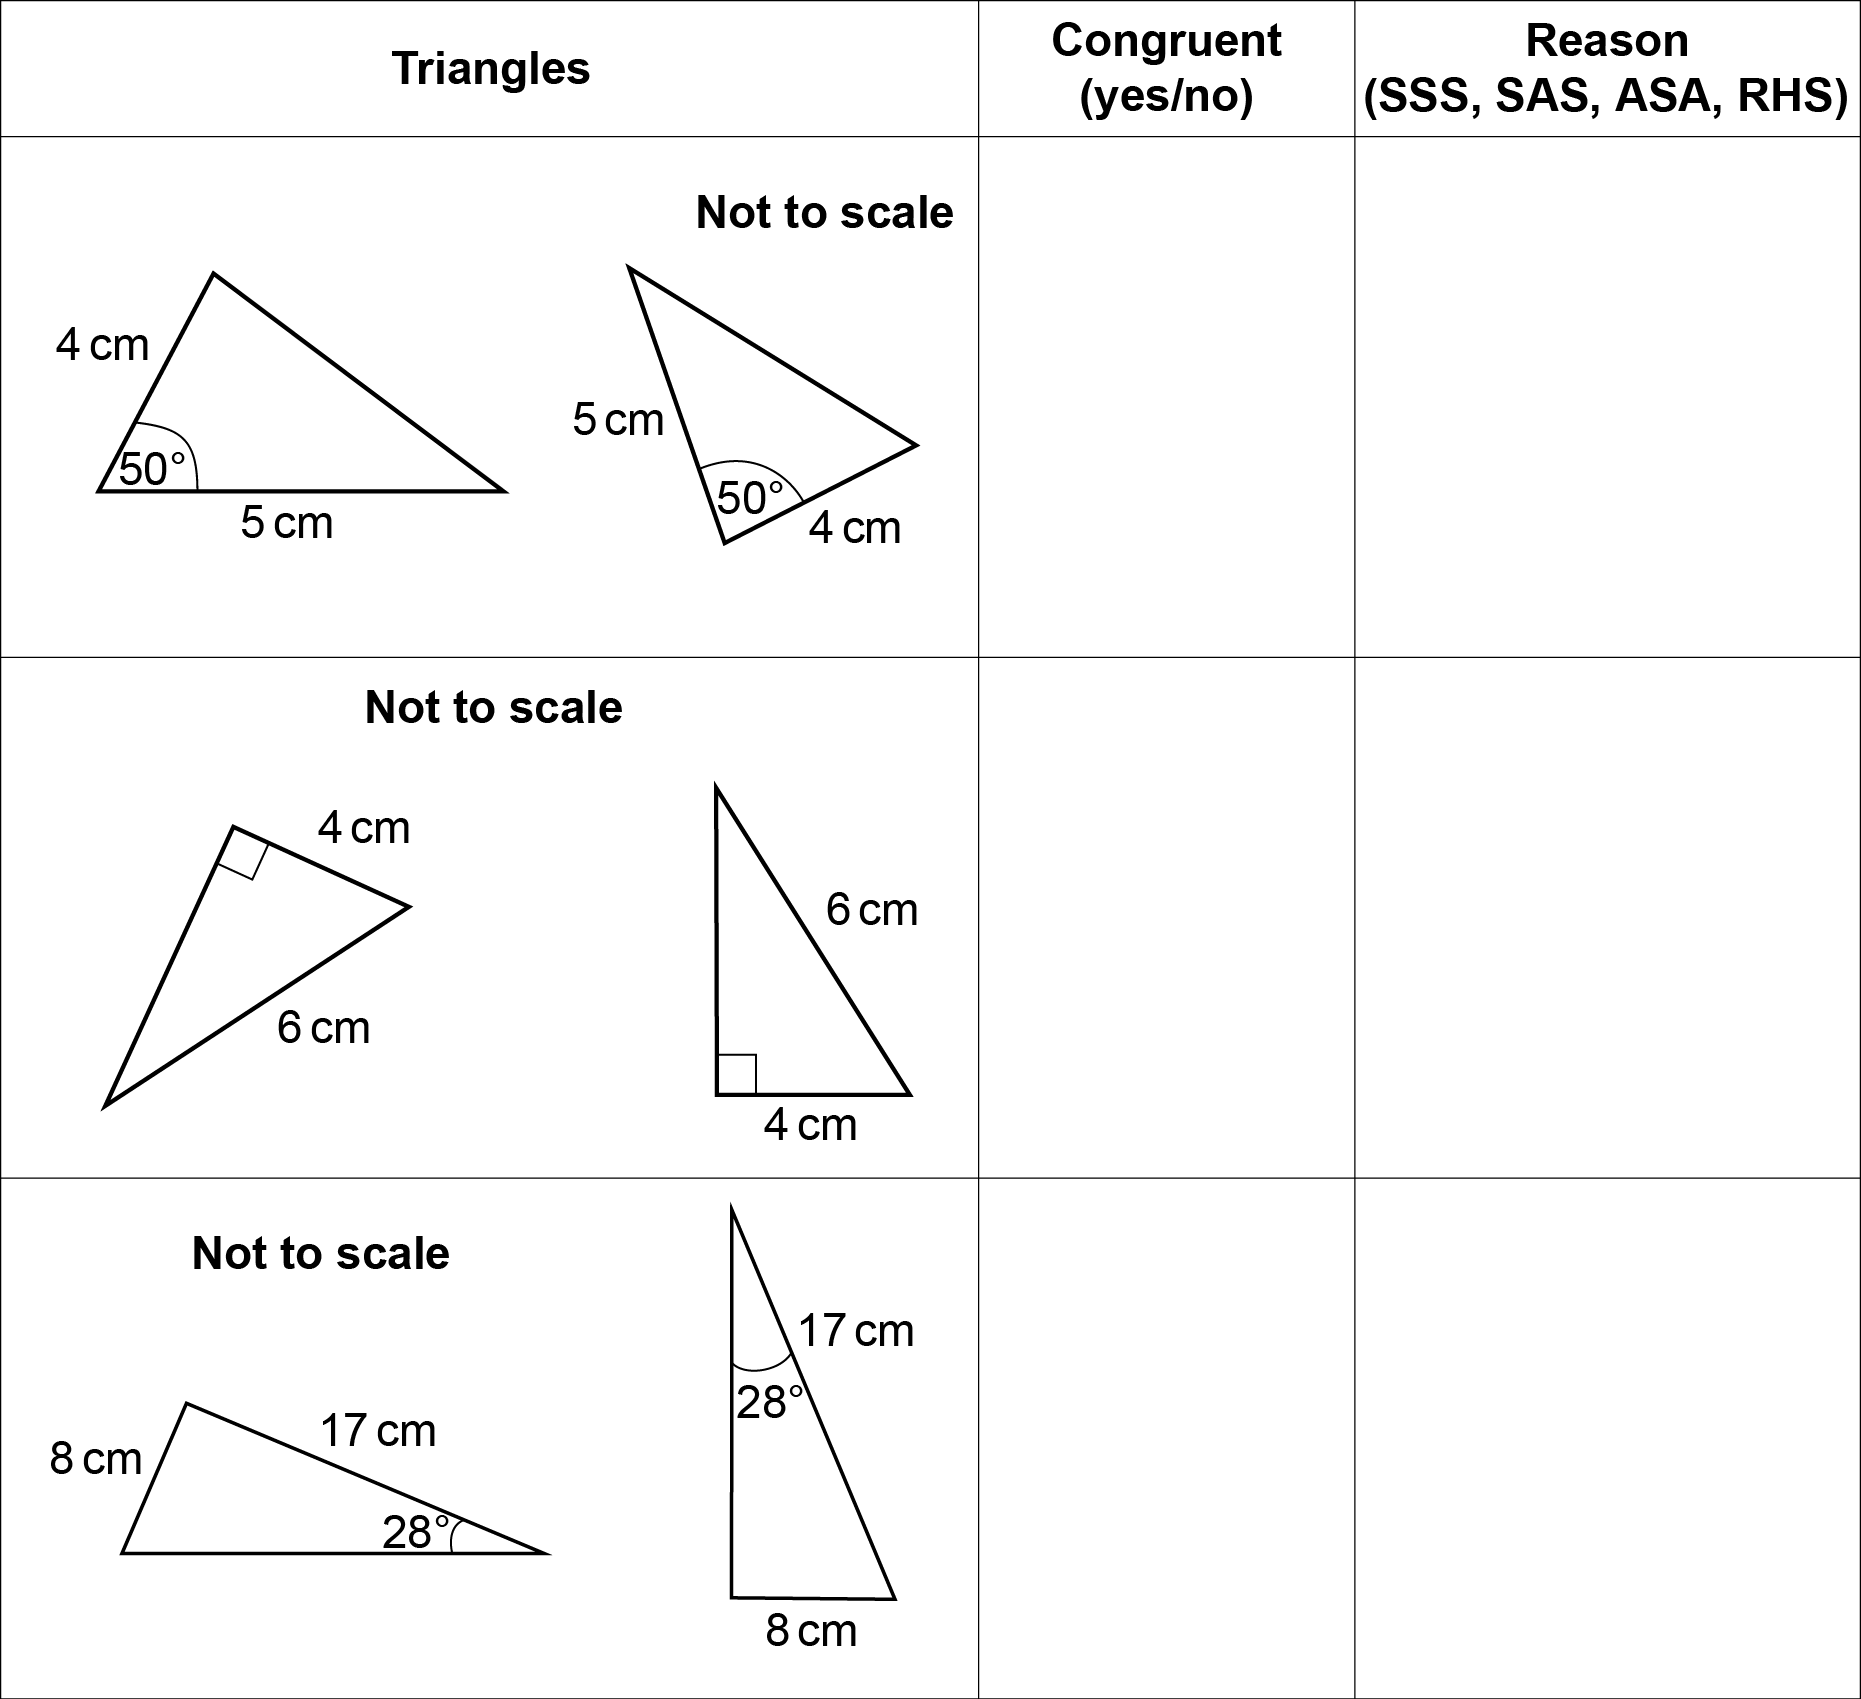 Triangles
Congruent
(yes/no)
Reason
(SSS, SAS, ASA, RHS)
Not to scale
4 cm
50°
5 cm
5 cm
50°
4 cm
Not to scale
4 cm
6 cm
6 cm
4 cm
Not to scale
8 cm
17 cm
28°
17 cm
28°
8 cm